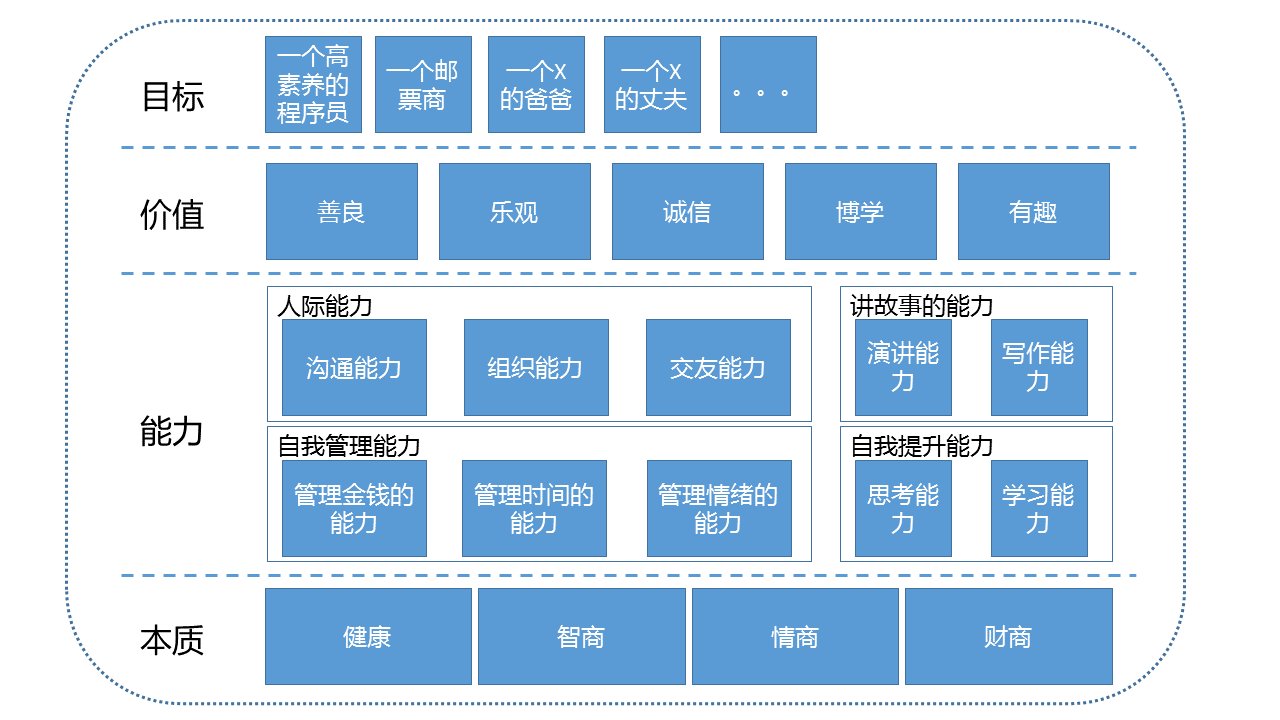 目标
一个高
素养的
程序员
一个邮
票商
一个X
的爸爸
一个X
的丈夫
。。。
价值
善良
乐观
诚信
博学
有趣
能力
人际能力
沟通能力
组织能力
交友能力
讲故事的能力
演讲能
力
写作能
力
自我管理能力
管理金钱的
能力
管理时间的
能力
管理情绪的
能力
自我提升能力
思考能
力
学习能
力
本质
健康
智商
情商
财商